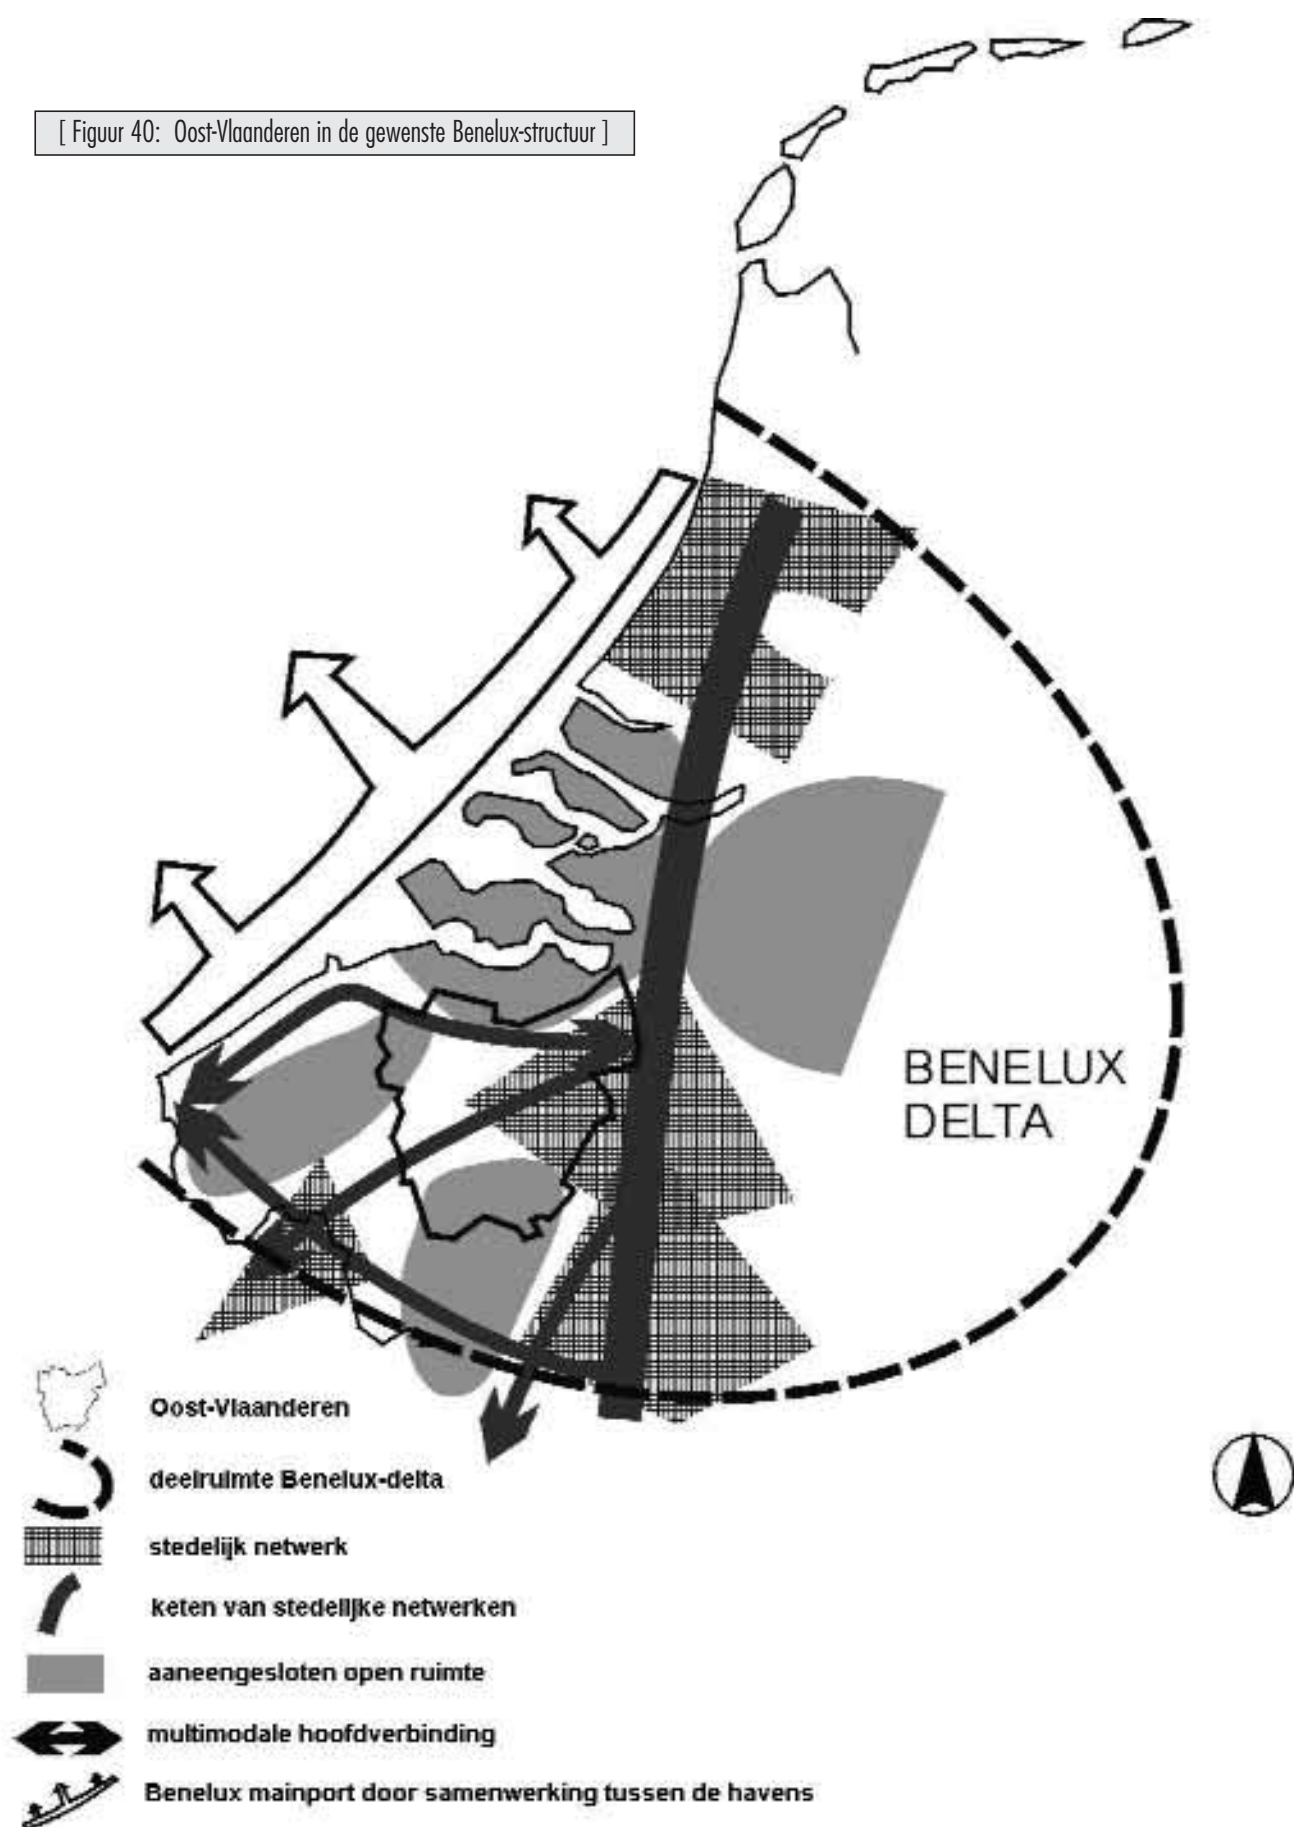 [ Figuur 40: Oost-Vlaanderen in de gewenste Benelux-structuur ]
BENELUX
DELTA
Oost-Vlaanderen
deelruimte Benelux-delta
stedelijk netwerk
keten van stedelijke netwerken
aaneengesloten open ruimte
multimodale hoofdverbinding
Benelux mainport door samenwerking tussen de havens